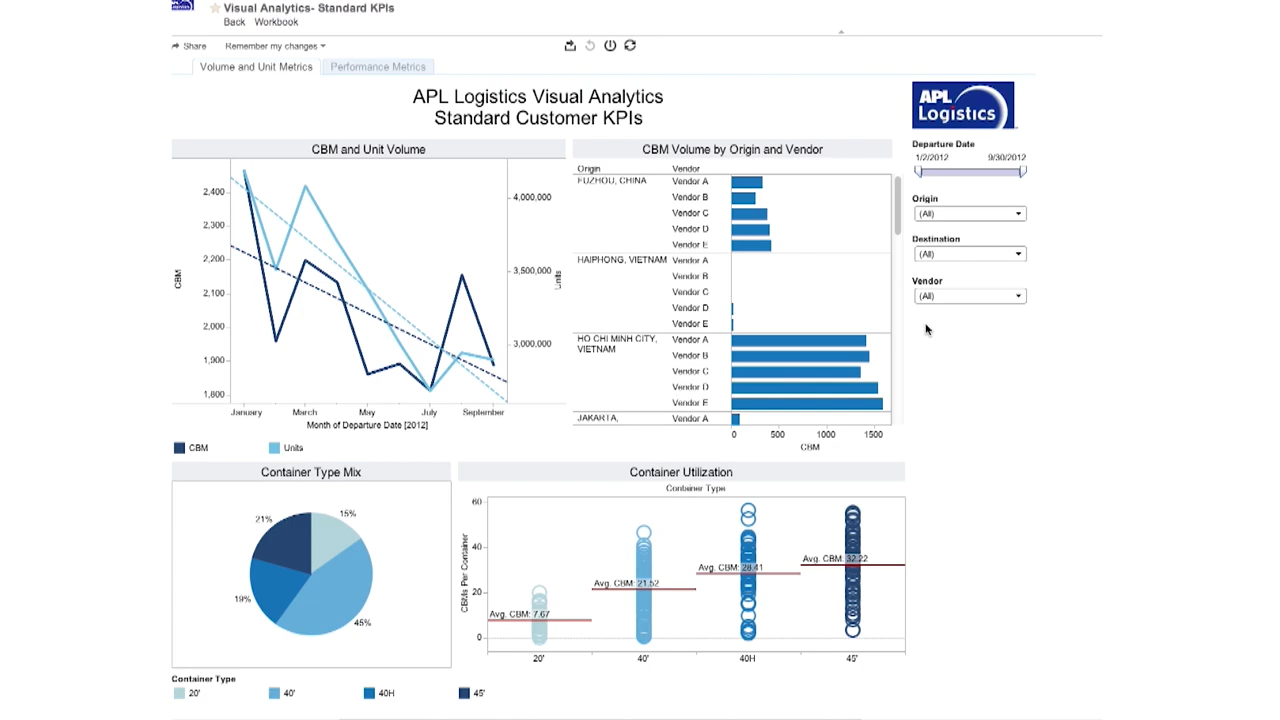 Visual Analytics- Standard KPIs
Back Workbook
Share Remember my changes
Volume and Unit Metrics Performance Metrics
APL Logistics Visual Analytics
Standard Customer KPIs
APL
Logistics
Departure Date
1/2/2012 9/30/2012
Origin
(All)
Destination
(All)
Vendor
(All)
CBM and Unit Volume
CBM
2,400
2,300
2,200
2,100
2,000
1,900
1,800
4,000,000
3,500,000
3,000,000
Units
January March May July September
Month of Departure Date [2012]
CBM Units
CBM Volume by Origin and Vendor
Origin Vendor
FUZHOU, CHINA Vendor A
Vendor B
Vendor C
Vendor D
Vendor E
HAIPHONG, VIETNAM Vendor A
Vendor B
Vendor C
Vendor D
Vendor E
HO CHI MINH CITY, Vendor A
VIETNAM
Vendor B
Vendor C
Vendor D
Vendor E
JAKARTA, Vendor A
0 500 1000 1500
CBM
Container Type Mix
21% 15%
19% 45%
Container Type
20' 40' 40H 45'
Container Utilization
Container Type
CBMs Per Container
60
40
20
0
Avg. CBM: 7.67
Avg. CBM: 21.52
Avg. CBM: 28.41
Avg. CBM: 32.22
20' 40' 40H 45'